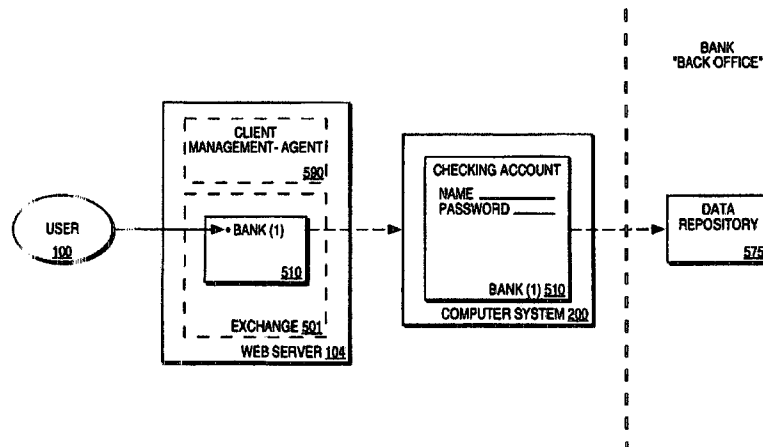 BANK
"BACK OFFICE"
CLIENT
MANAGEMENT-AGENT
590
CHECKING ACCOUNT
NAME
PASSWORD
USER
100
• BANK (1)
510
DATA
REPOSITORY
575
BANK (1) 510
EXCHANGE 501
COMPUTER SYSTEM 200
WEB SERVER 104